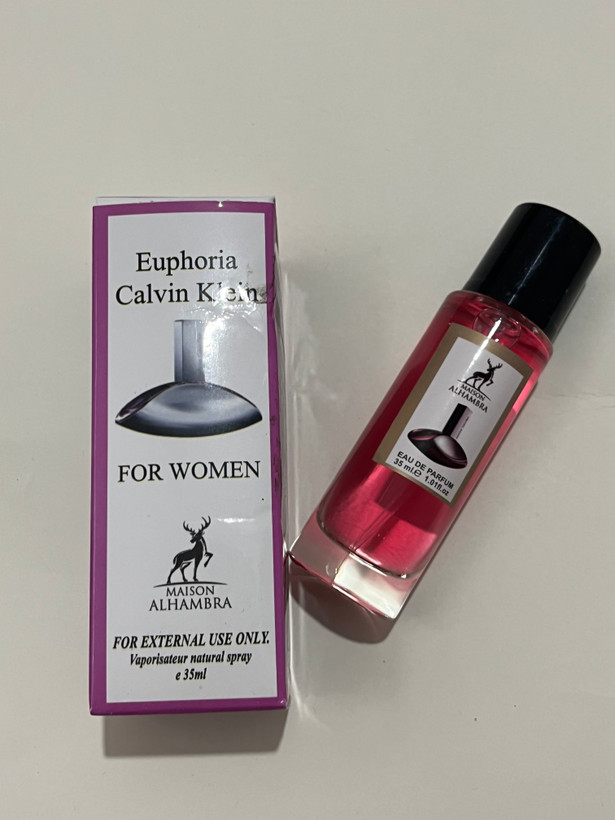 Euphoria
Calvin Klein
FOR WOMEN
MAISON
ALHAMBRA
FOR EXTERNAL USE ONLY.
Vaporisateur natural spray
e 35ml
MAISON
ALHAMBRA
EAU DE PARFUM
35 ml.e 1.01fl.oz